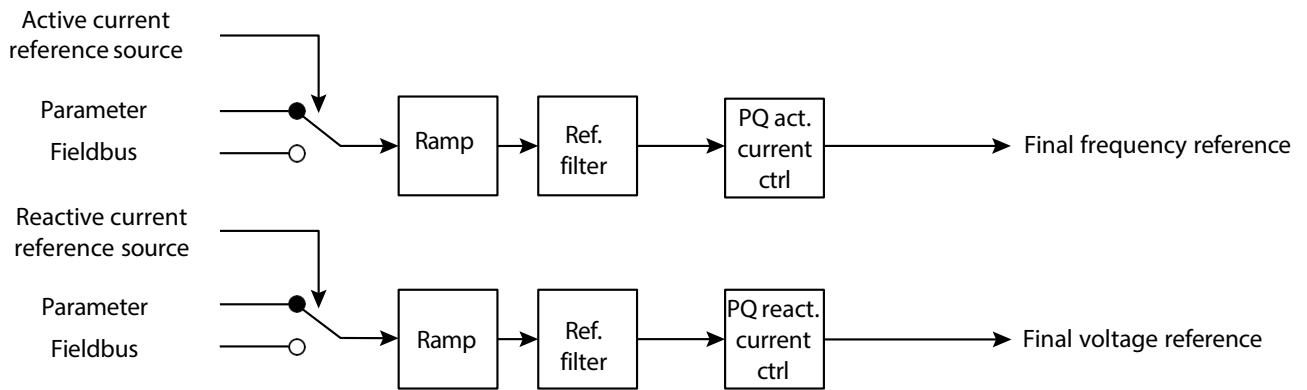 Active current
reference source
Parameter
Fieldbus
Ramp
Ref.
filter
PQ act.
current
ctrl
Final frequency reference
Reactive current
reference source
Parameter
Fieldbus
Ramp
Ref.
filter
PQ react.
current
ctrl
Final voltage reference